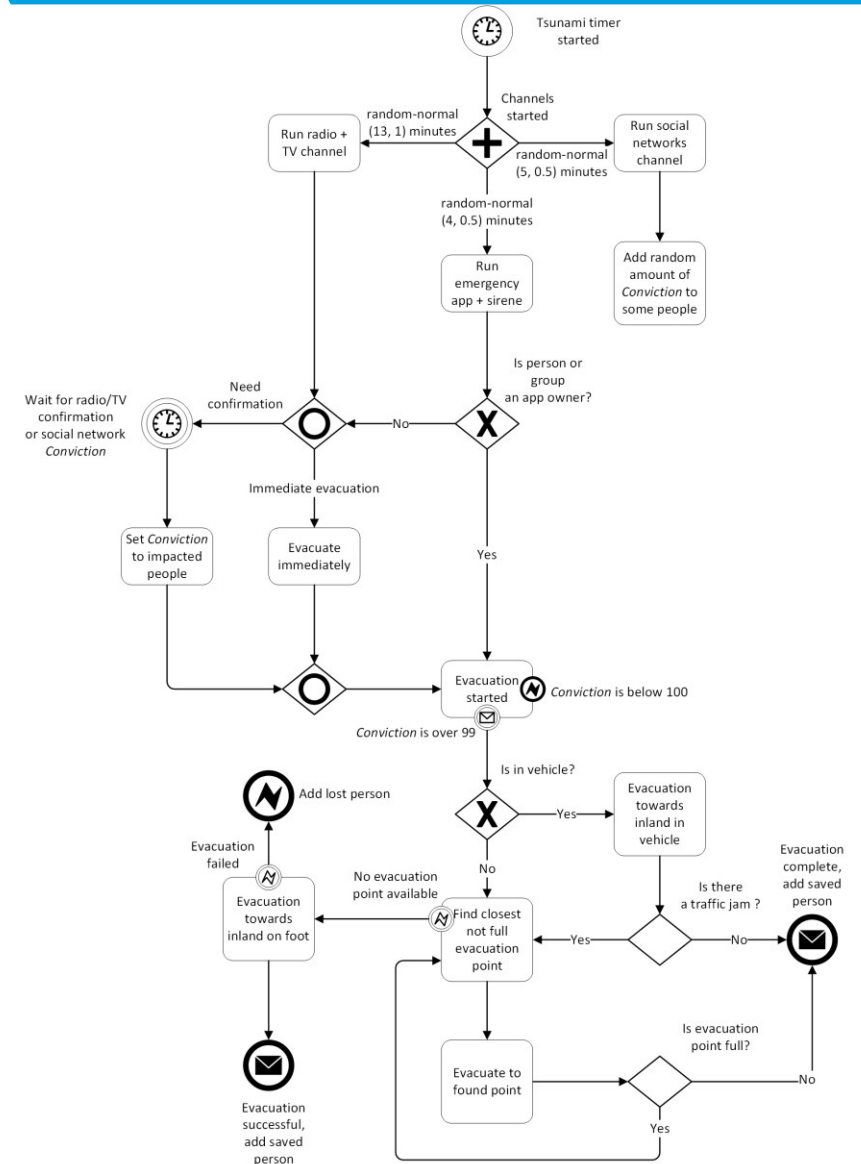 Tsunami timer
started
Channels
started
random-normal
(13, 1) minutes
Run radio +
TV channel
random-normal
(5, 0.5) minutes
Run social
networks
channel
random-normal
(4, 0.5) minutes
Run
emergency
app + sirene
Add random
amount of
Conviction to
some people
Is person or
group
an app owner?
Need
confirmation
Wait for radio/TV
confirmation
or social network
Conviction
X
No
Immediate evacuation
Set Conviction
to impacted
people
Evacuate
immediately
Yes
Evacuation
started
Conviction is below 100
Conviction is over 99
Is in vehicle?
X
Yes
Evacuation
towards
inland in
vehicle
Add lost person
Evacuation
failed
No
No evacuation
point available
Evacuation
complete,
add saved
person
Evacuation
towards
inland on foot
Find closest
not full
evacuation
point
Is there
a traffic jam ?
Yes
No
Is evacuation
point full?
Evacuate to
found point
No
Yes
Evacuation
successful,
add saved
person